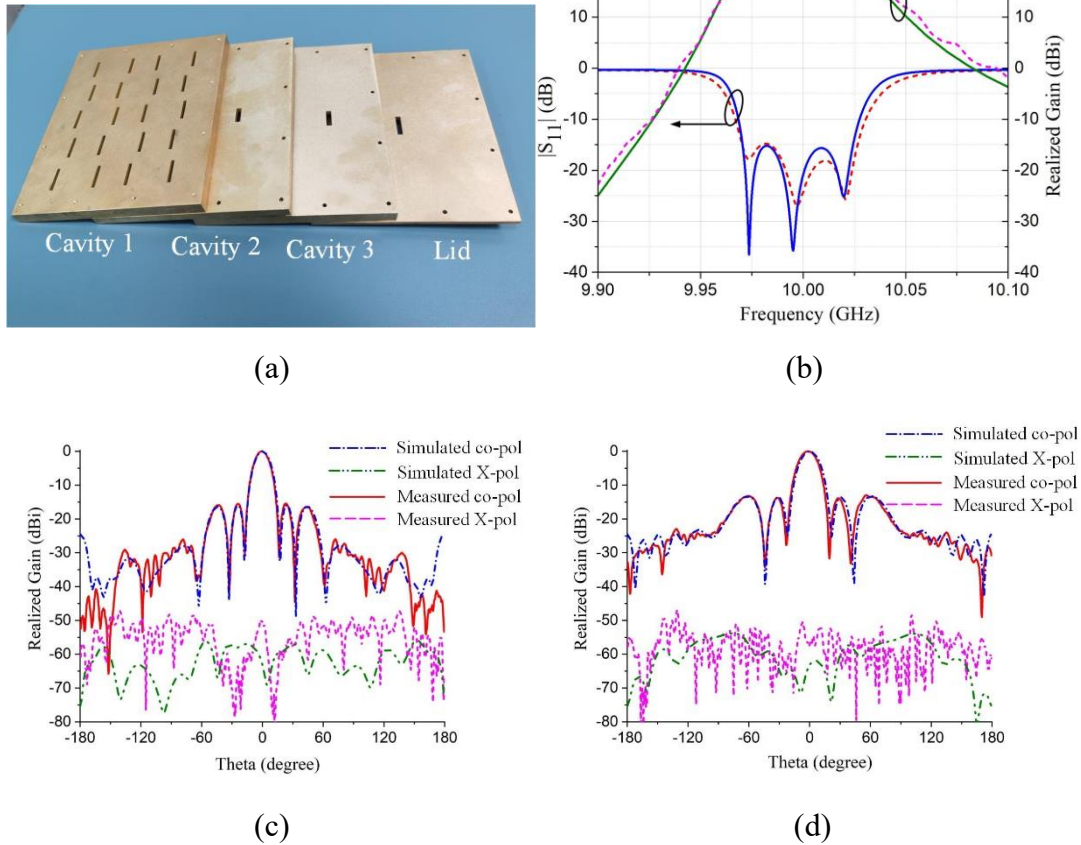 Cavity 1
Cavity 2
Cavity 3
Lid
(a)
|S11| (dB)
10
0
-10
-20
-30
-40
9.90
9.95
10.00
10.05
10.10
Frequency (GHz)
10
0
-10
-20
-30
-40
Realized Gain (dBi)
(b)
Simulated co-pol
Simulated X-pol
Measured co-pol
Measured X-pol
Realized Gain (dBi)
0
-10
-20
-30
-40
-50
-60
-70
-80
-180
-120
-60
0
60
120
180
Theta (degree)
(c)
Simulated co-pol
Simulated X-pol
Measured co-pol
Measured X-pol
Realized Gain (dBi)
0
-10
-20
-30
-40
-50
-60
-70
-80
-180
-120
-60
0
60
120
180
Theta (degree)
(d)